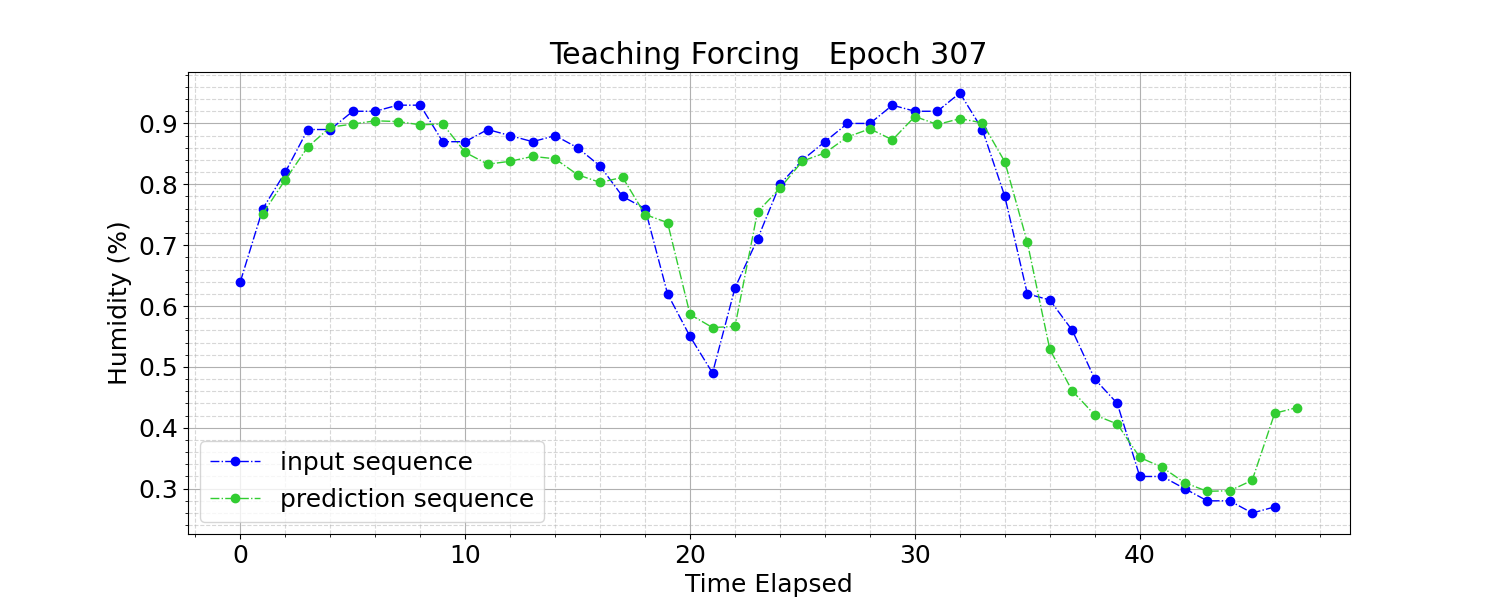 Teaching Forcing   Epoch 307
Humidity (%)
0.9
0.8
0.7
0.6
0.5
0.4
0.3
input sequence
prediction sequence
0 10 20 30 40
Time Elapsed